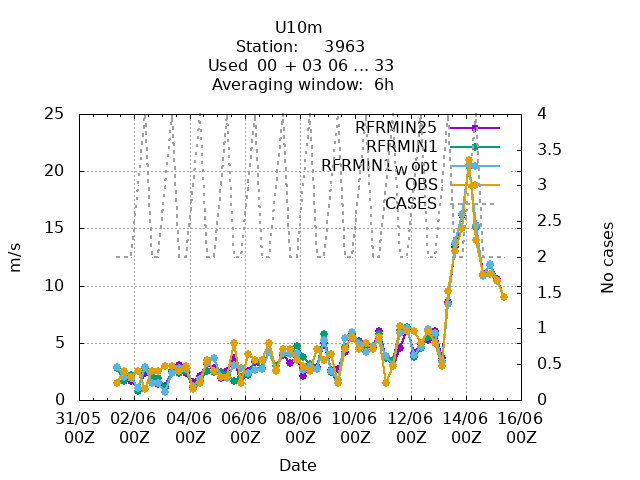 U10m
Station: 3963
Used 00 + 03 06 ... 33
Averaging window: 6h
25
20
15
10
5
0
m/s
4
3.5
3
2.5
2
1.5
1
0.5
0
No cases
RFRMIN25
RFRMIN1
RFRMIN1_w opt
OBS
CASES
31/05 02/06 04/06 06/06 08/06 10/06 12/06 14/06 16/06
00Z 00Z 00Z 00Z 00Z 00Z 00Z 00Z 00Z
Date